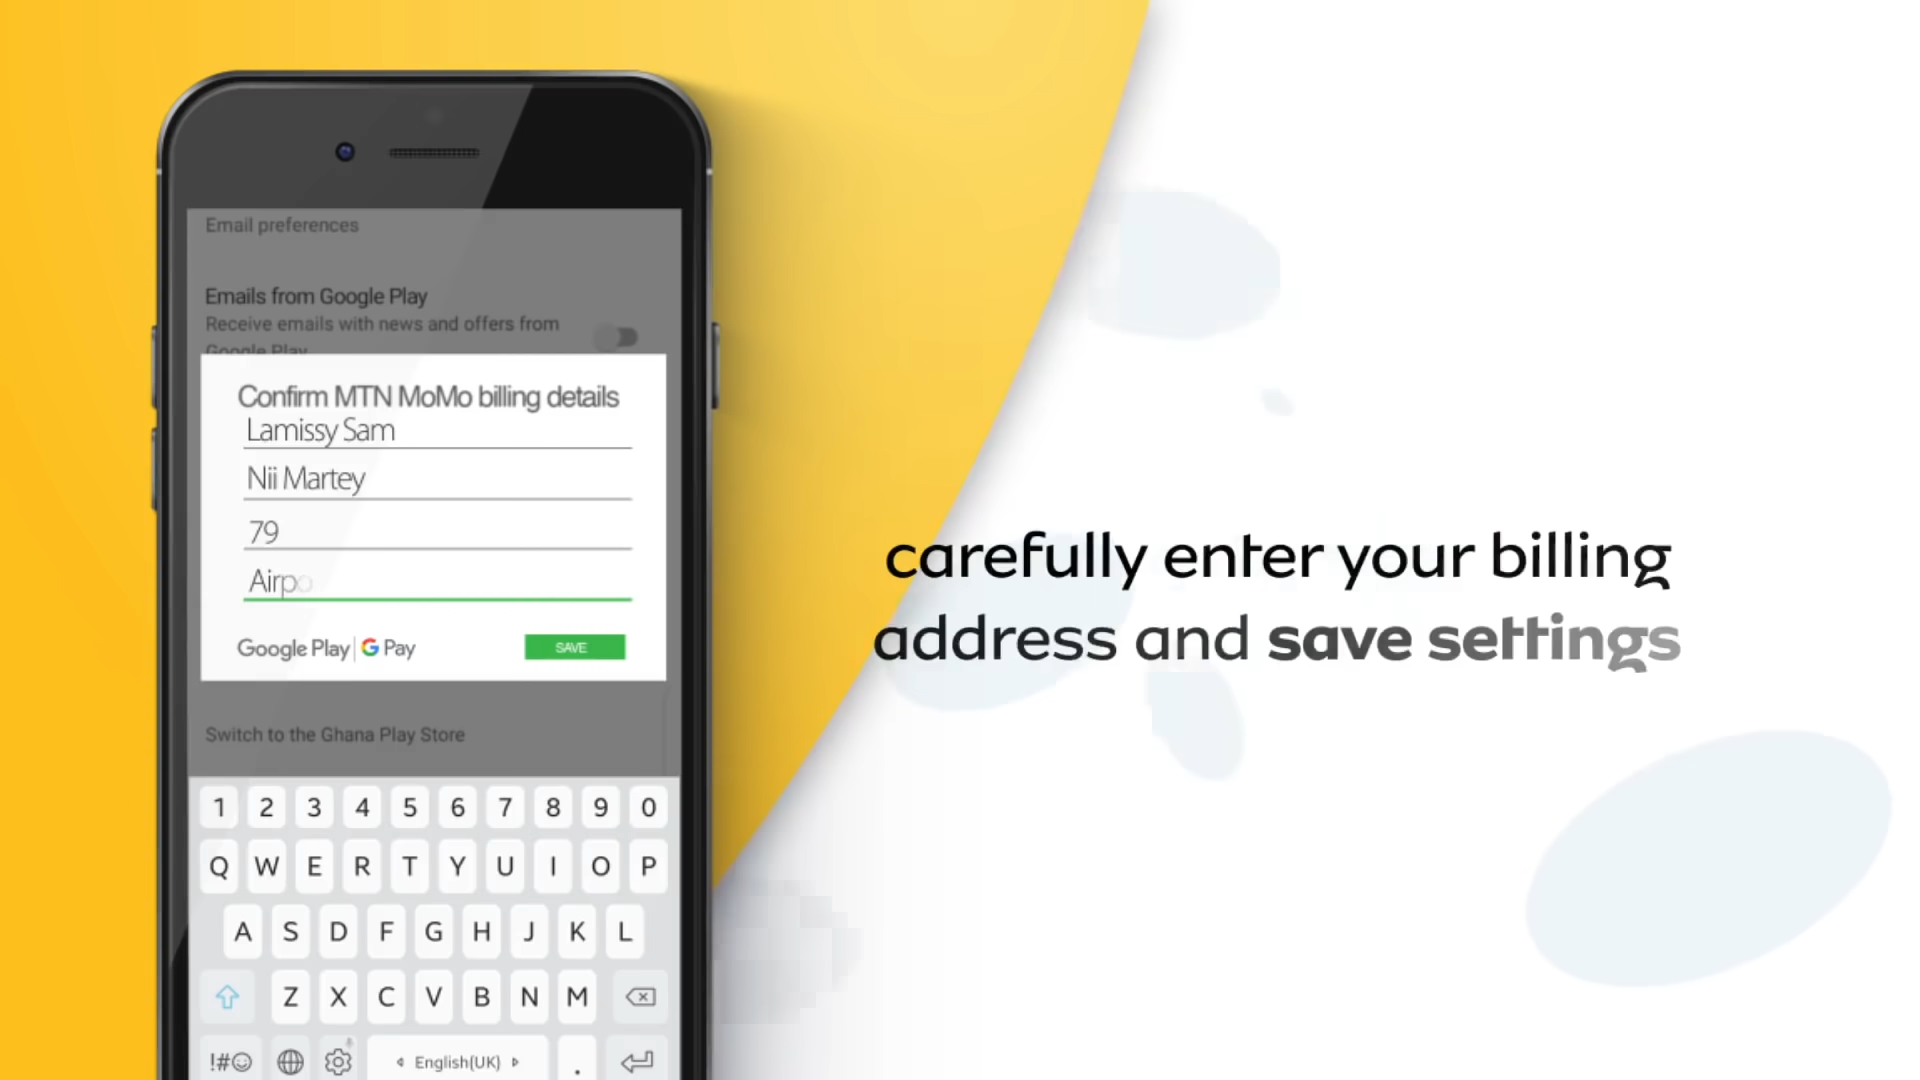 Email preferences
Emails from Google Play
Receive emails with news and offers from
Google Play
Confirm MTN MoMo billing details
Lamissy Sam
Nii Martey
79
Airpo
Google Play | G Pay
SAVE
Switch to the Ghana Play Store
1 2 3 4 5 6 7 8 9 0
Q W E R T Y U I O P
A S D F G H J K L
Z X C V B N M
!#☺ English(UK) .
carefully enter your billing
address and save settings